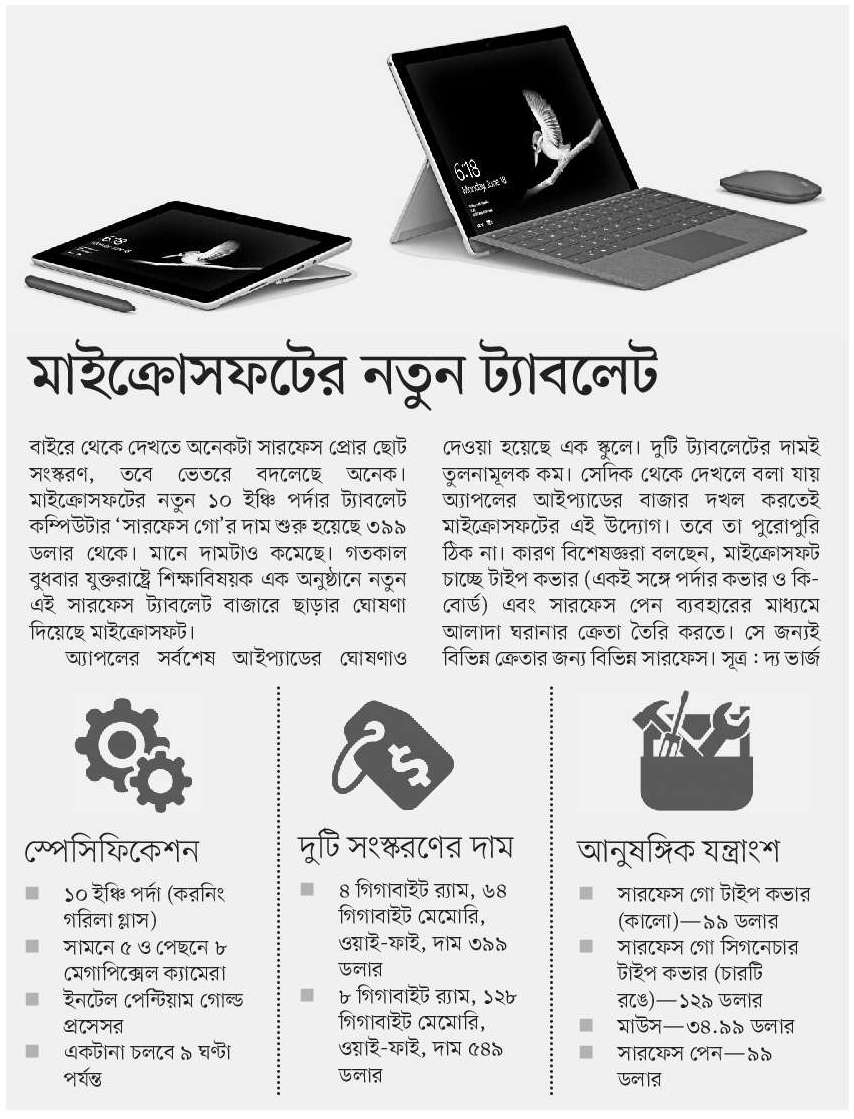 6:18
Monday, June 18
6:18
মাইক্রোসফটের নতুন ট্যাবলেট
বাইরে থেকে দেখতে অনেকটা সারফেস প্রোর ছোট
সংস্করণ, তবে ভেতরে বদলেছে অনেক।
মাইক্রোসফটের নতুন ১০ ইঞ্চি পর্দার ট্যাবলেট
কম্পিউটার ‘সারফেস গো’র দাম শুরু হয়েছে ৩৯৯
ডলার থেকে। মানে দামটাও কমেছে। গতকাল
বুধবার যুক্তরাষ্ট্রে শিক্ষাবিষয়ক এক অনুষ্ঠানে নতুন
এই সারফেস ট্যাবলেট বাজারে ছাড়ার ঘোষণা
দিয়েছে মাইক্রোসফট।
অ্যাপলের সর্বশেষ আইপ্যাডের ঘোষণাও
দেওয়া হয়েছে এক স্কুলে। দুটি ট্যাবলেটের দামই
তুলনামূলক কম। সেদিক থেকে দেখলে বলা যায়
অ্যাপলের আইপ্যাডের বাজার দখল করতেই
মাইক্রোসফটের এই উদ্যোগ। তবে তা পুরোপুরি
ঠিক না। কারণ বিশেষজ্ঞরা বলছেন, মাইক্রোসফট
চাচ্ছে টাইপ কভার (একই সঙ্গে পর্দার কভার ও কি-
বোর্ড) এবং সারফেস পেন ব্যবহারের মাধ্যমে
আলাদা ঘরানার ক্রেতা তৈরি করতে। সে জন্যই
বিভিন্ন ক্রেতার জন্য বিভিন্ন সারফেস। সূত্র : দ্য ভার্জ
স্পেসিফিকেশন
১০ ইঞ্চি পর্দা (করনিং
গরিলা গ্লাস)
সামনে ৫ ও পেছনে ৮
মেগাপিক্সেল ক্যামেরা
ইনটেল পেন্টিয়াম গোল্ড
প্রসেসর
একটানা চলবে ৯ ঘণ্টা
পর্যন্ত
দুটি সংস্করণের দাম
৪ গিগাবাইট র‍্যাম, ৬৪
গিগাবাইট মেমোরি,
ওয়াই-ফাই, দাম ৩৯৯
ডলার
৮ গিগাবাইট র‍্যাম, ১২৮
গিগাবাইট মেমোরি,
ওয়াই-ফাই, দাম ৫৪৯
ডলার
আনুষঙ্গিক যন্ত্রাংশ
সারফেস গো টাইপ কভার
(কালো)—৯৯ ডলার
সারফেস গো সিগনেচার
টাইপ কভার (চারটি
রঙে)—১২৯ ডলার
মাউস—৩৪.৯৯ ডলার
সারফেস পেন—৯৯
ডলার